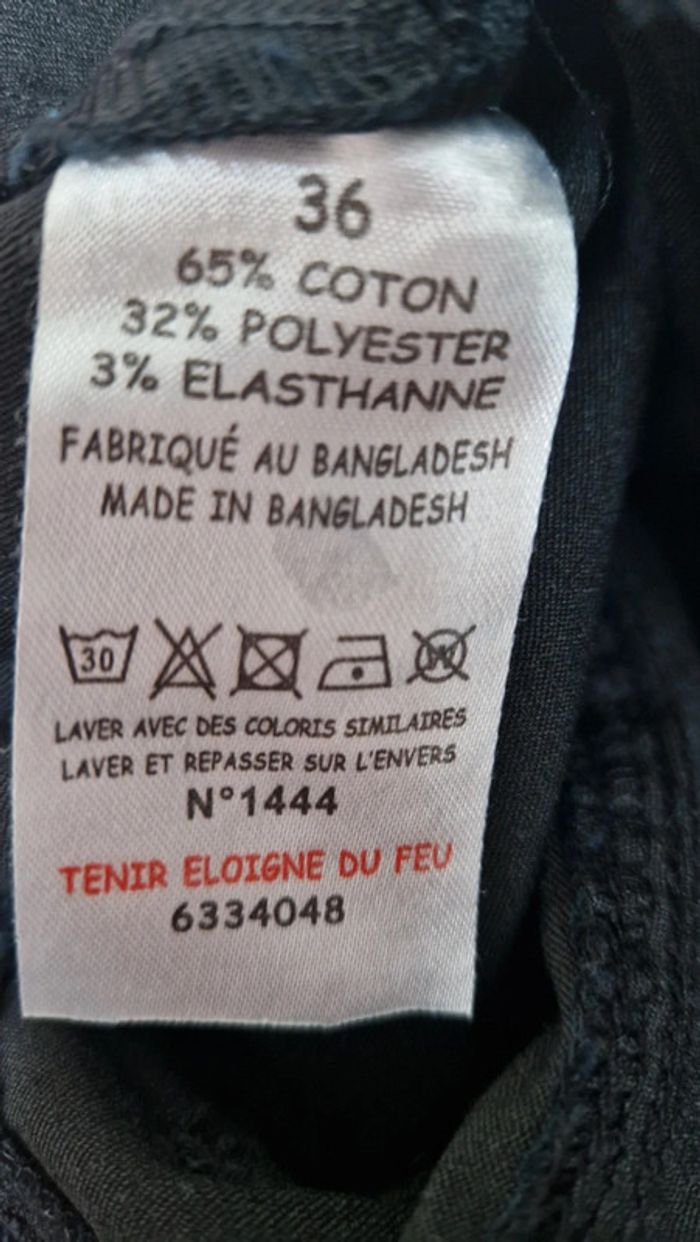 36
65% COTON
32% POLYESTER
3% ELASTHANNE
FABRIQUÉ AU BANGLADESH
MADE IN BANGLADESH
30 W
LAVER AVEC DES COLORIS SIMILAIRES
LAVER ET REPASSER SUR L'ENVERS
N°1444
TENIR ELOIGNE DU FEU
6334048